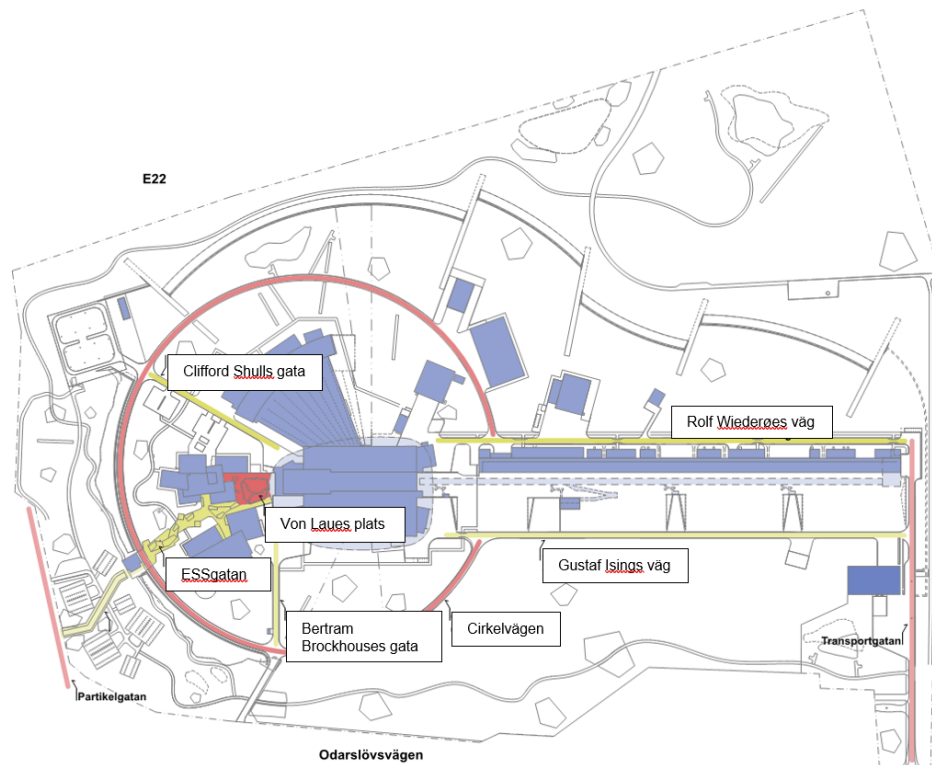 E22
Clifford Shulls gata
Rolf Wiederøes väg
Von Laues plats
ESSgatan
Gustaf Isings väg
Bertram
Brockhouses gata
Cirkelvägen
Transportgatan
Partikelgatan
Odarslövsvägen